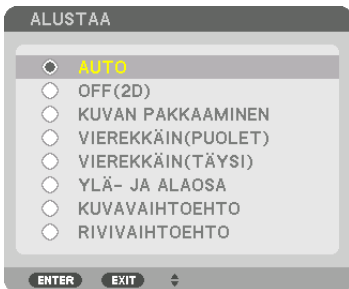 ALUSTAA
AUTO
OFF(2D)
KUVAN PAKKAAMINEN
VIEREKKÄIN(PUOLET)
VIEREKKÄIN(TÄYSI)
YLÄ- JA ALAOSA
KUVAVAIHTOEHTO
RIVIVAIHTOEHTO
ENTER EXIT